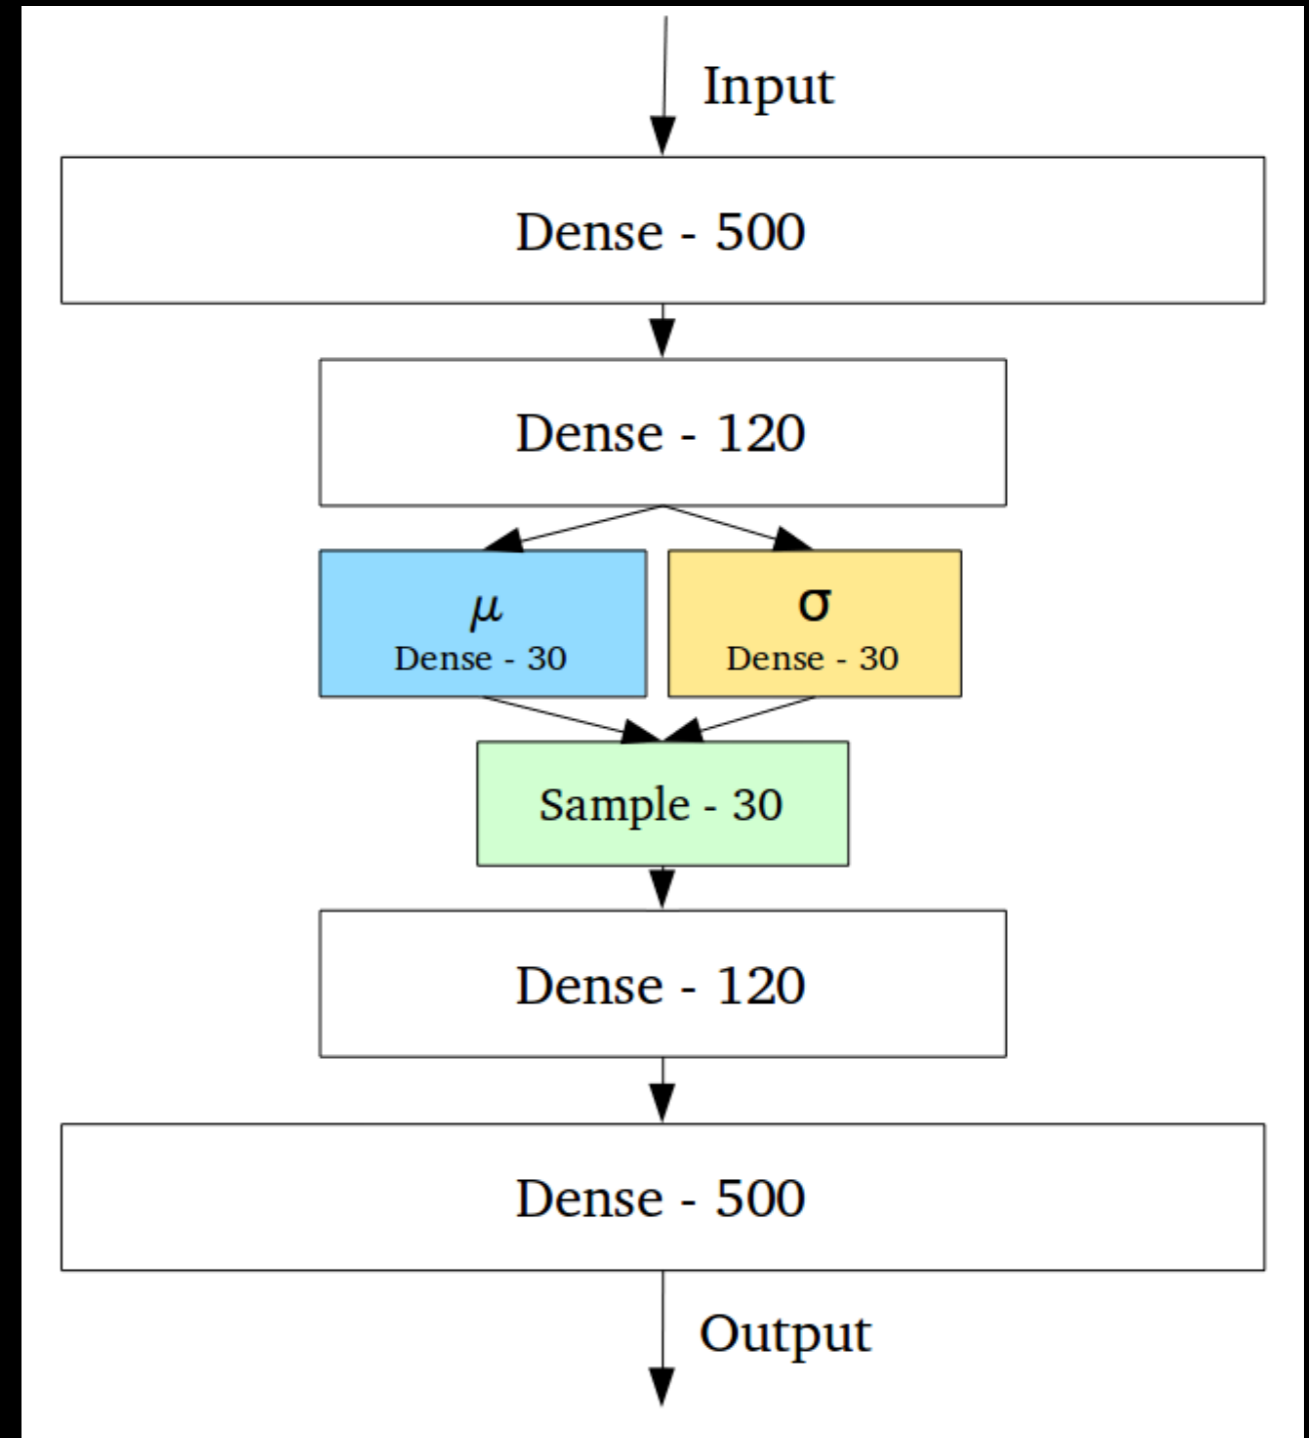 Input
Dense - 500
Dense - 120
μ
Dense - 30
σ
Dense - 30
Sample - 30
Dense - 120
Dense - 500
Output